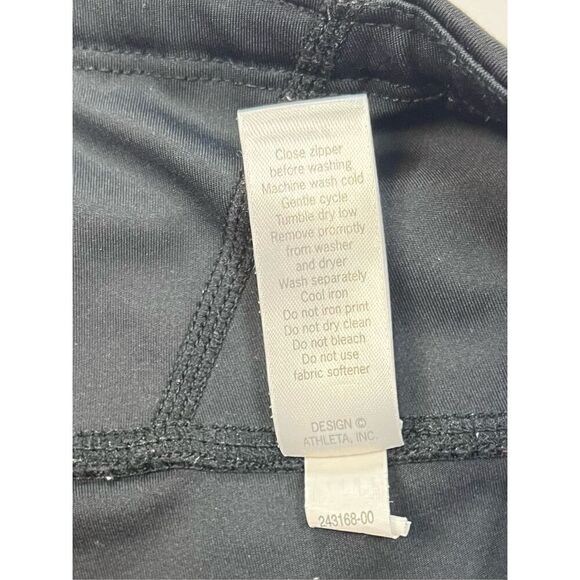 Close zipper
before washing
Machine wash cold
Gentle cycle
Tumble dry low
Remove promptly
from washer
and dryer
Wash separately
Cool iron
Do not iron print
Do not dry clean
Do not bleach
Do not use
fabric softener
DESIGN ©
ATHLETA, INC.
243168-00